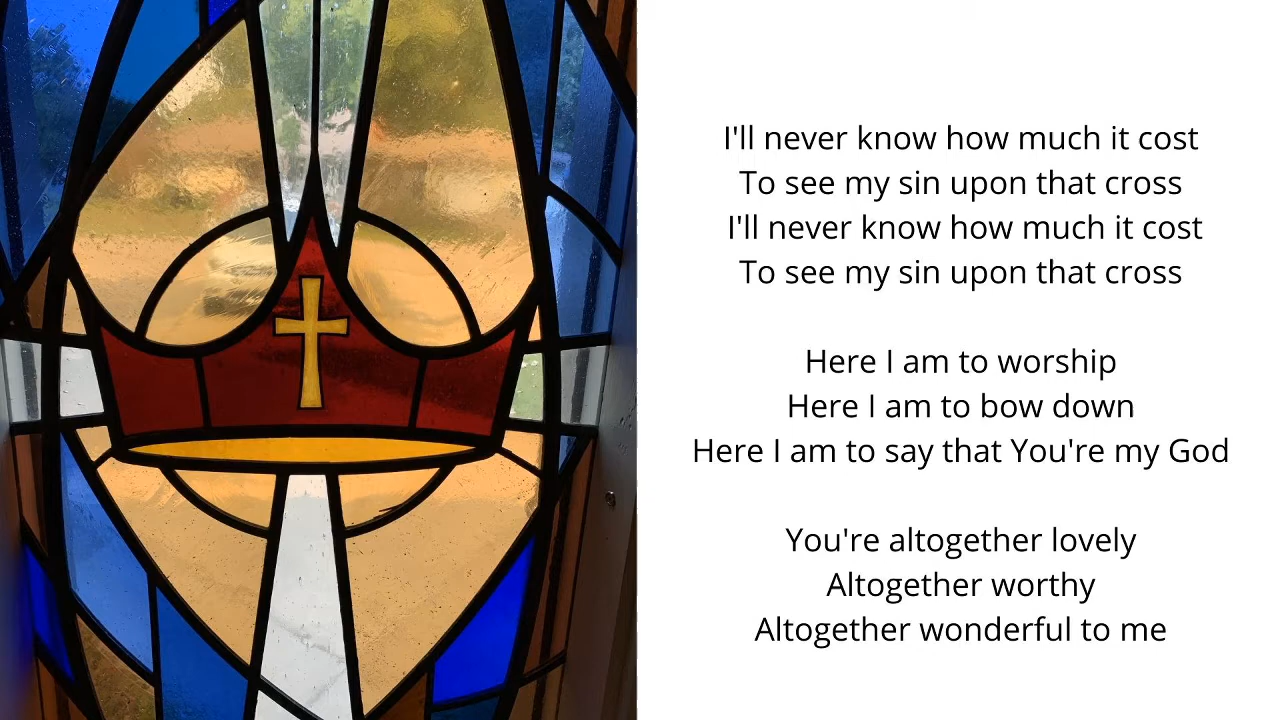 I'll never know how much it cost
To see my sin upon that cross
I'll never know how much it cost
To see my sin upon that cross
Here I am to worship
Here I am to bow down
Here I am to say that You're my God
You're altogether lovely
Altogether worthy
Altogether wonderful to me